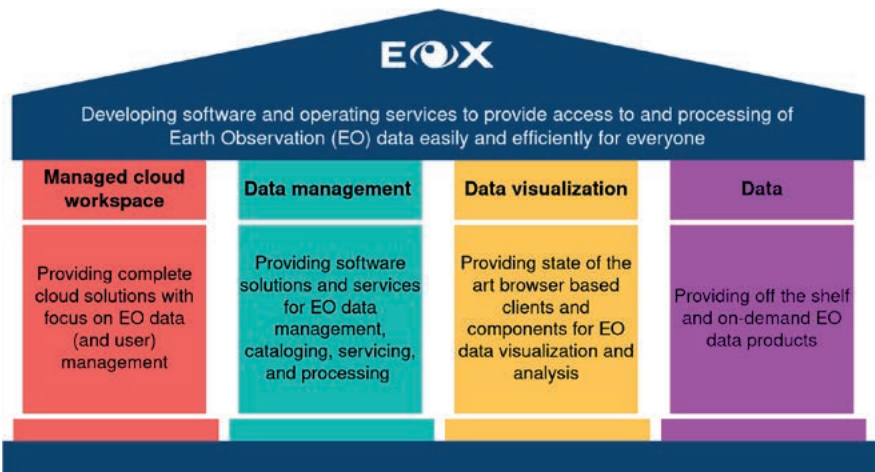 EOX
Developing software and operating services to provide access to and processing of
Earth Observation (EO) data easily and efficiently for everyone
Managed cloud
workspace
Providing complete
cloud solutions with
focus on EO data
(and user)
management
Data management
Providing software
solutions and services
for EO data
management,
cataloging, servicing,
and processing
Data visualization
Providing state of the
art browser based
clients and
components for EO
data visualization and
analysis
Data
Providing off the shelf
and on-demand EO
data products